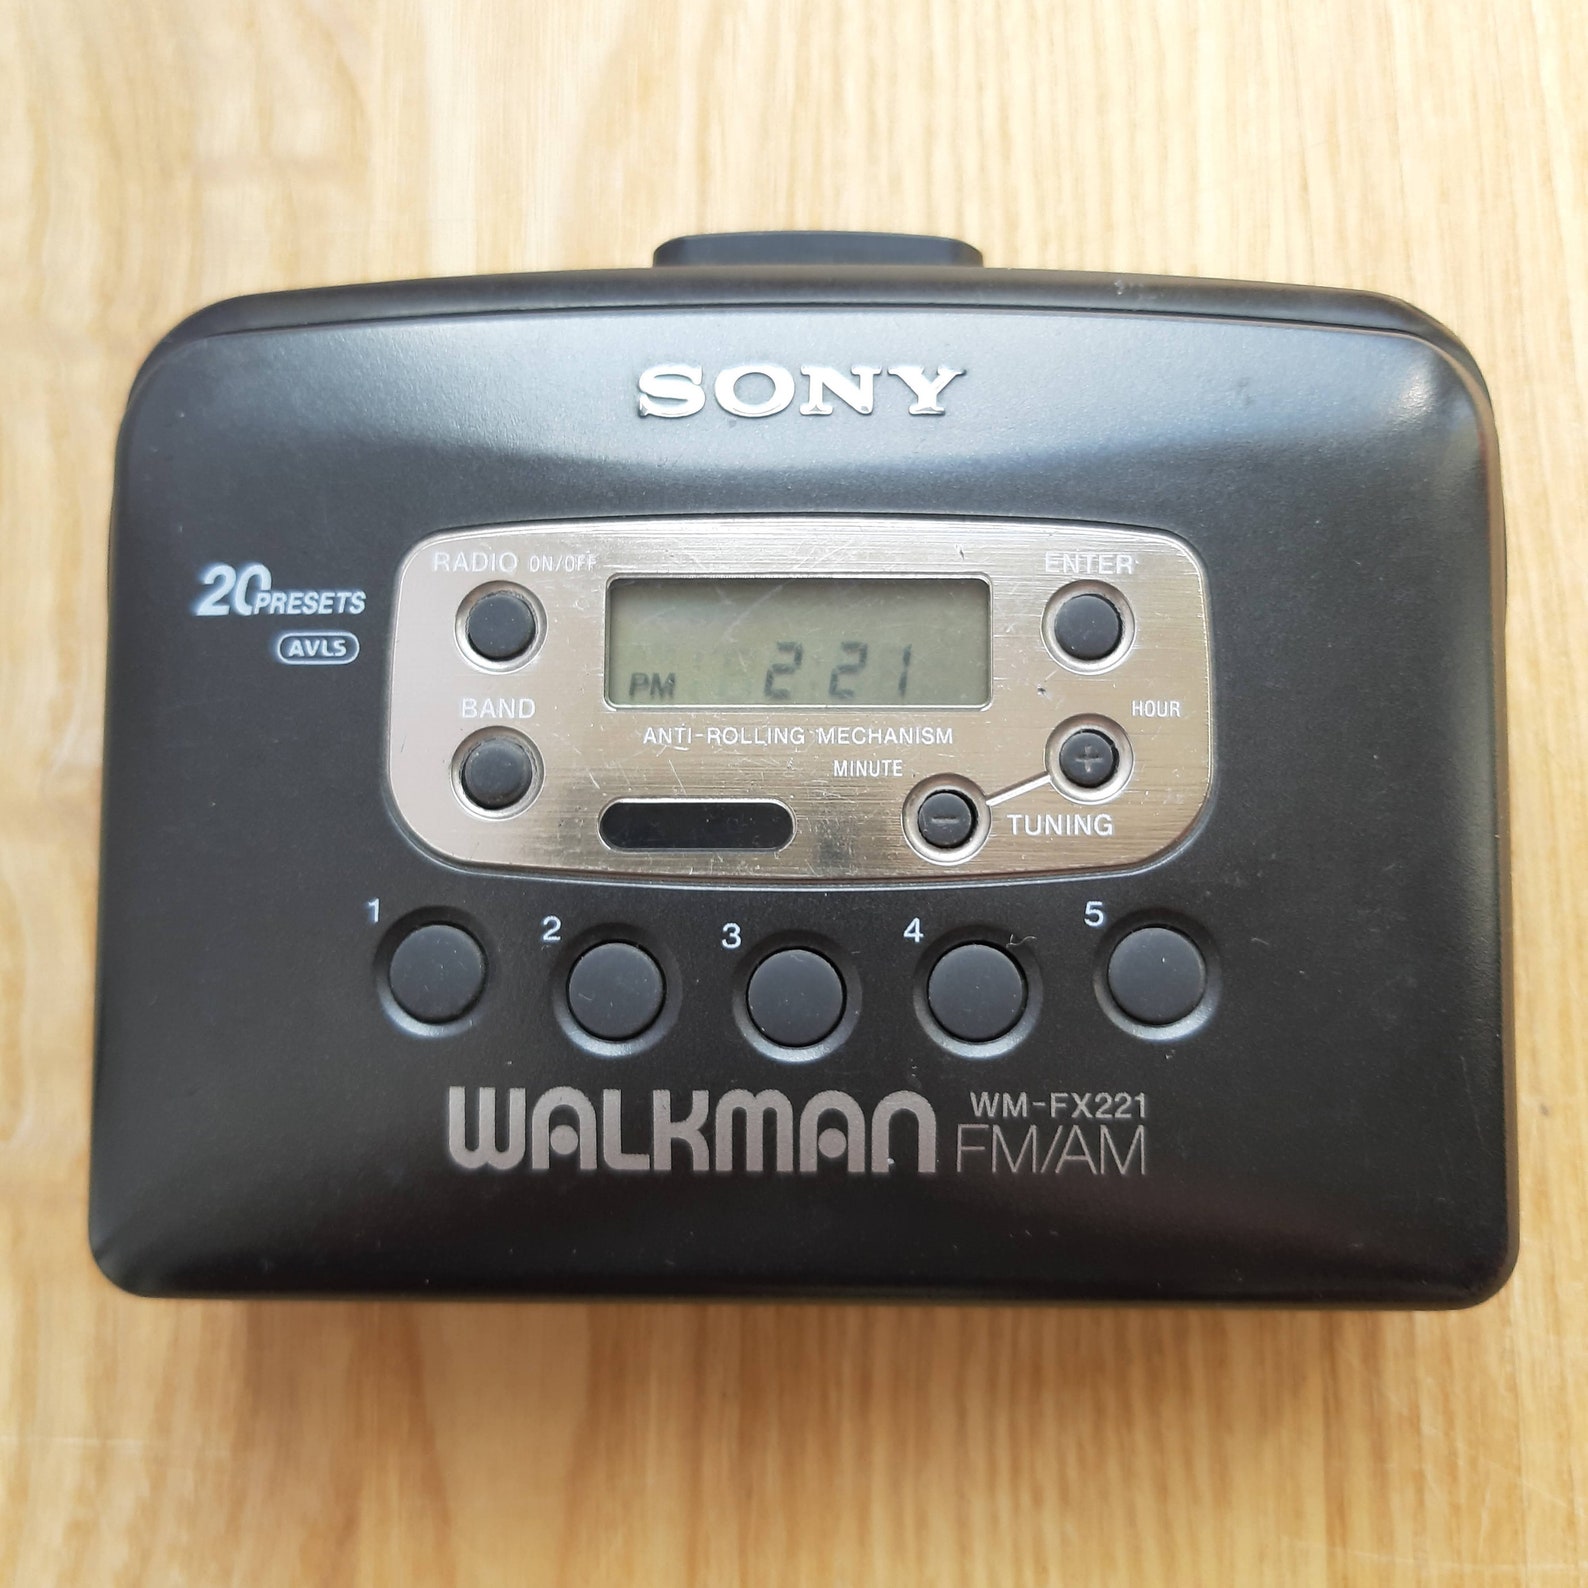 SONY
20 PRESETS
AVLS
RADIO ON/OFF
ENTER
PM 2 21
BAND
HOUR
ANTI-ROLLING MECHANISM
MINUTE
+
−
TUNING
1 2 3 4 5
WALKMAN
WM-FX221
FM/AM